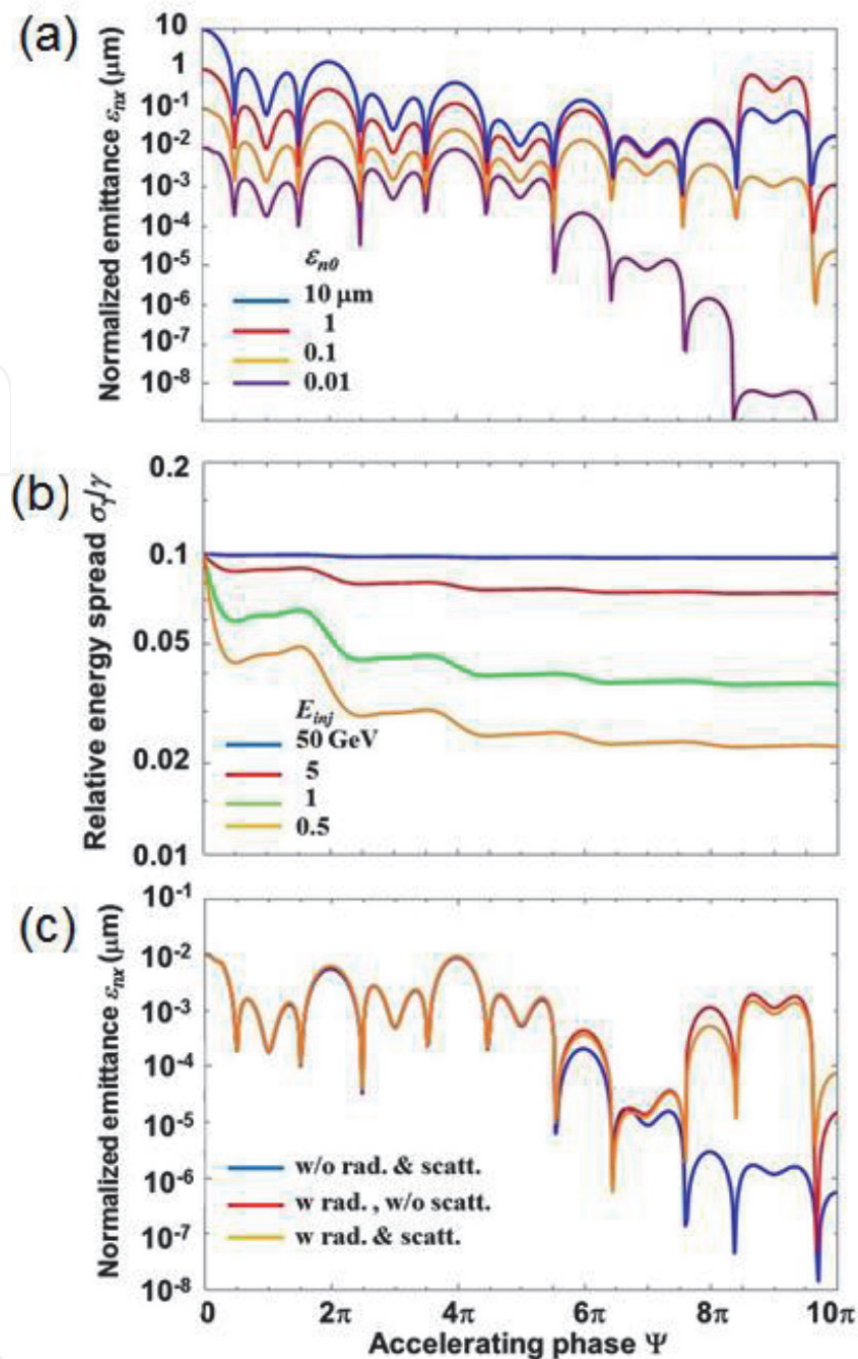 (a)
Normalized emittance εnx (μm)
10
1
10-1
10-2
10-3
10-4
10-5
10-6
10-7
10-8
εn0
10 μm
1
0.1
0.01
(b)
Relative energy spread σγ/γ
0.2
0.1
0.05
0.02
0.01
Einj
50 GeV
5
1
0.5
(c)
Normalized emittance εnx (μm)
10-1
10-2
10-3
10-4
10-5
10-6
10-7
10-8
w/o rad. & scatt.
w rad. , w/o scatt.
w rad. & scatt.
0 2π 4π 6π 8π 10π
Accelerating phase Ψ